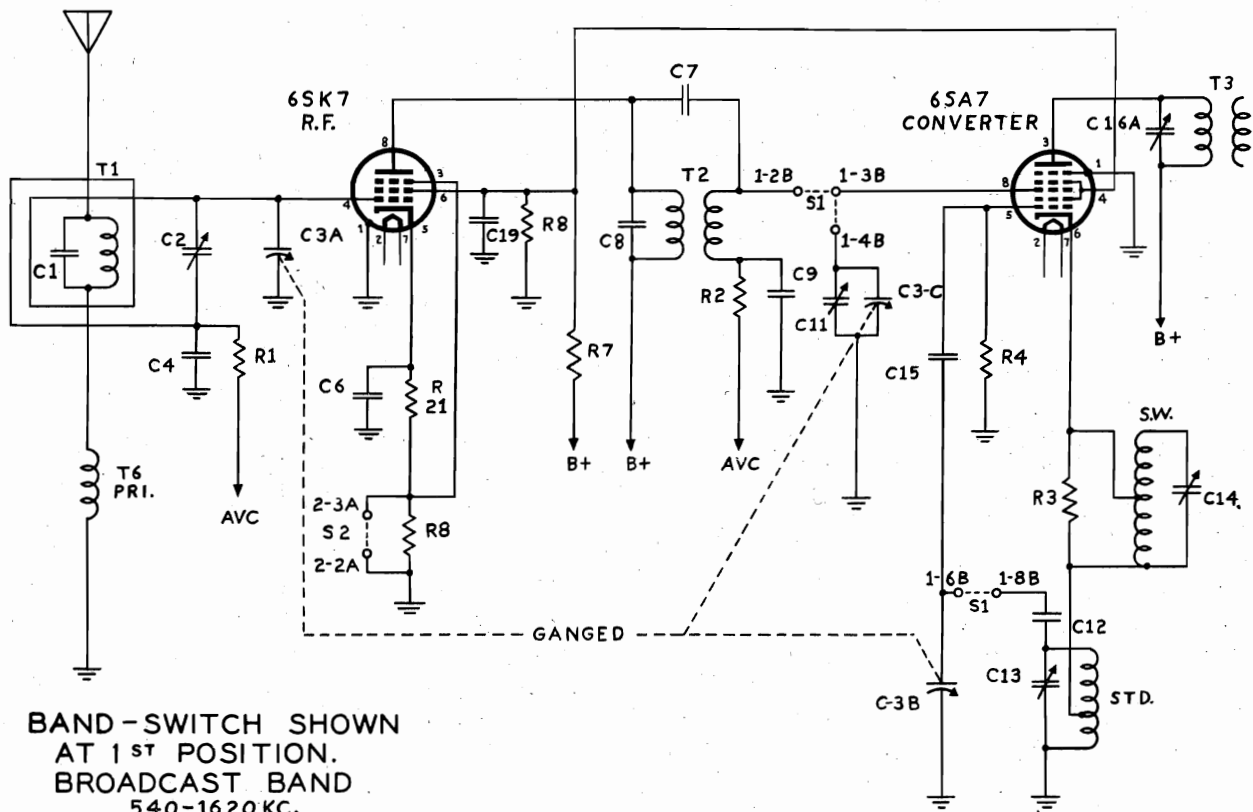 6SK7
R.F.
C7
6SA7
CONVERTER
T3
C16A
T1
8
3
1
4
3
6
1
2
7
5
C2
C3A
C1
C19
R8
C8
T2
1-2B
1-3B
S1
1-4B
8
5
4
2
7
6
C4
R1
C6
R
21
R7
R2
C9
C11
C3-C
C15
R4
B+
T6
PRI.
AVC
B+
B+
AVC
S.W.
R3
C14.
2-3A
S2
2-2A
R8
1-6B
1-8B
S1
C12
GANGED
C-3B
C13
STD.
BAND-SWITCH SHOWN
AT 1ST POSITION.
BROADCAST BAND
540-1620 KC.